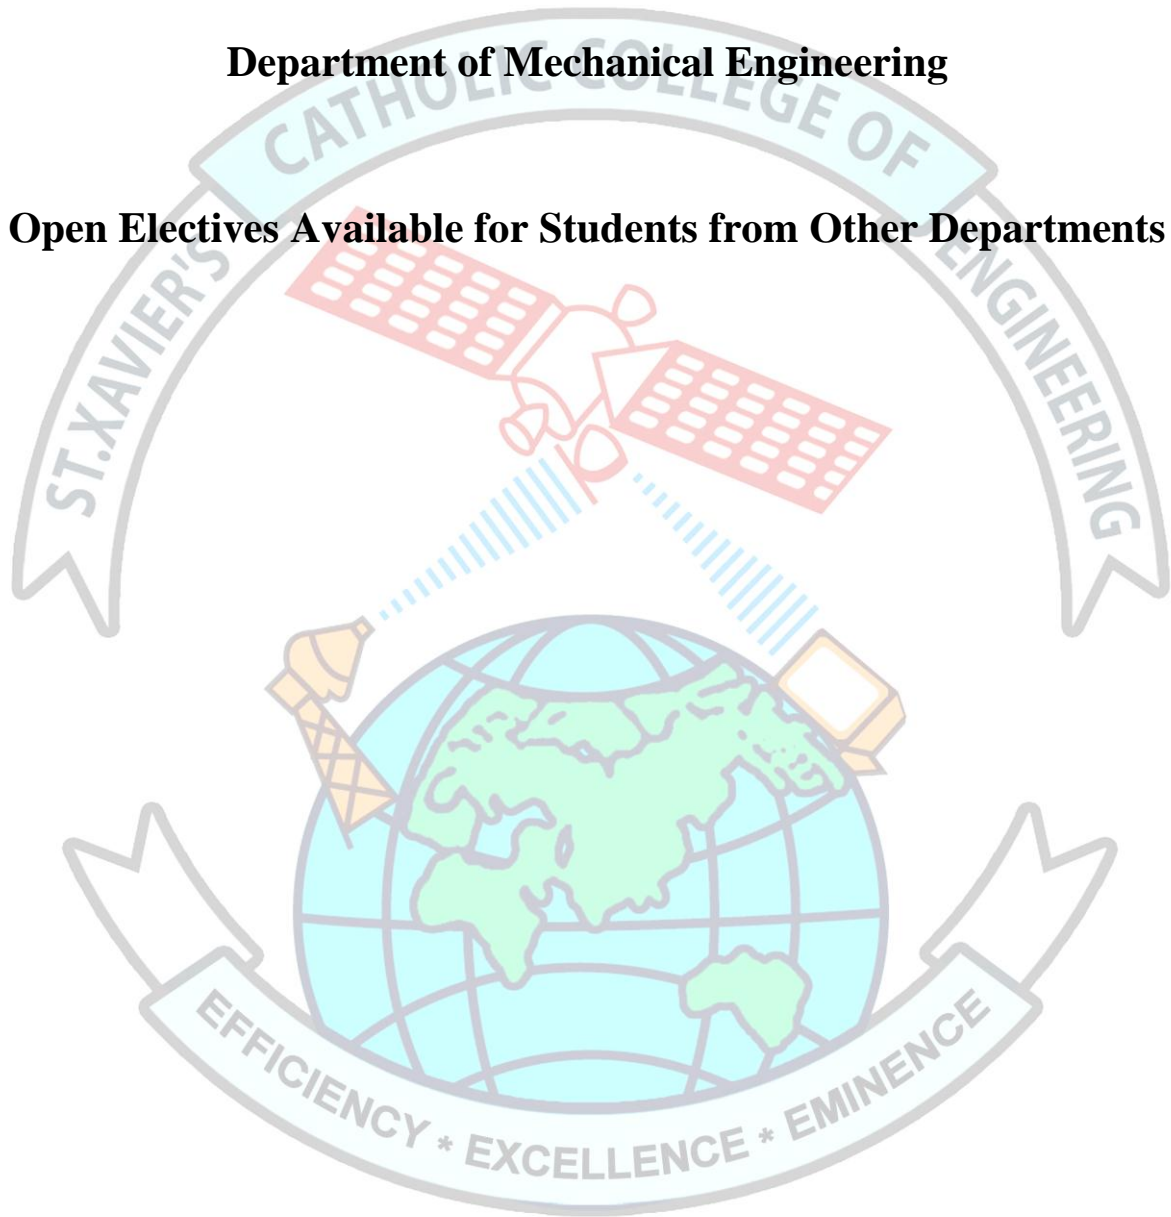 Department of Mechanical Engineering
CATHOLIC COLLEGE OF
Open Electives Available for Students from Other Departments
ST.XAVIER'S
ENGINEERING
EFFICIENCY * EXCELLENCE * EMINENCE